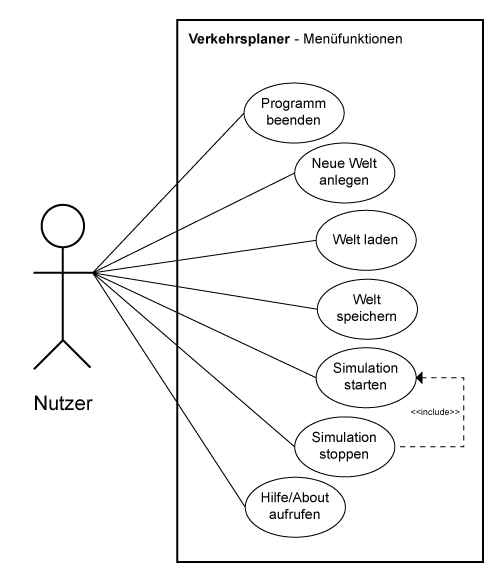 Verkehrsplaner - Menüfunktionen
Programm
beenden
Neue Welt
anlegen
Welt laden
Welt
speichern
Simulation
starten
<<include>>
Simulation
stoppen
Hilfe/About
aufrufen
Nutzer